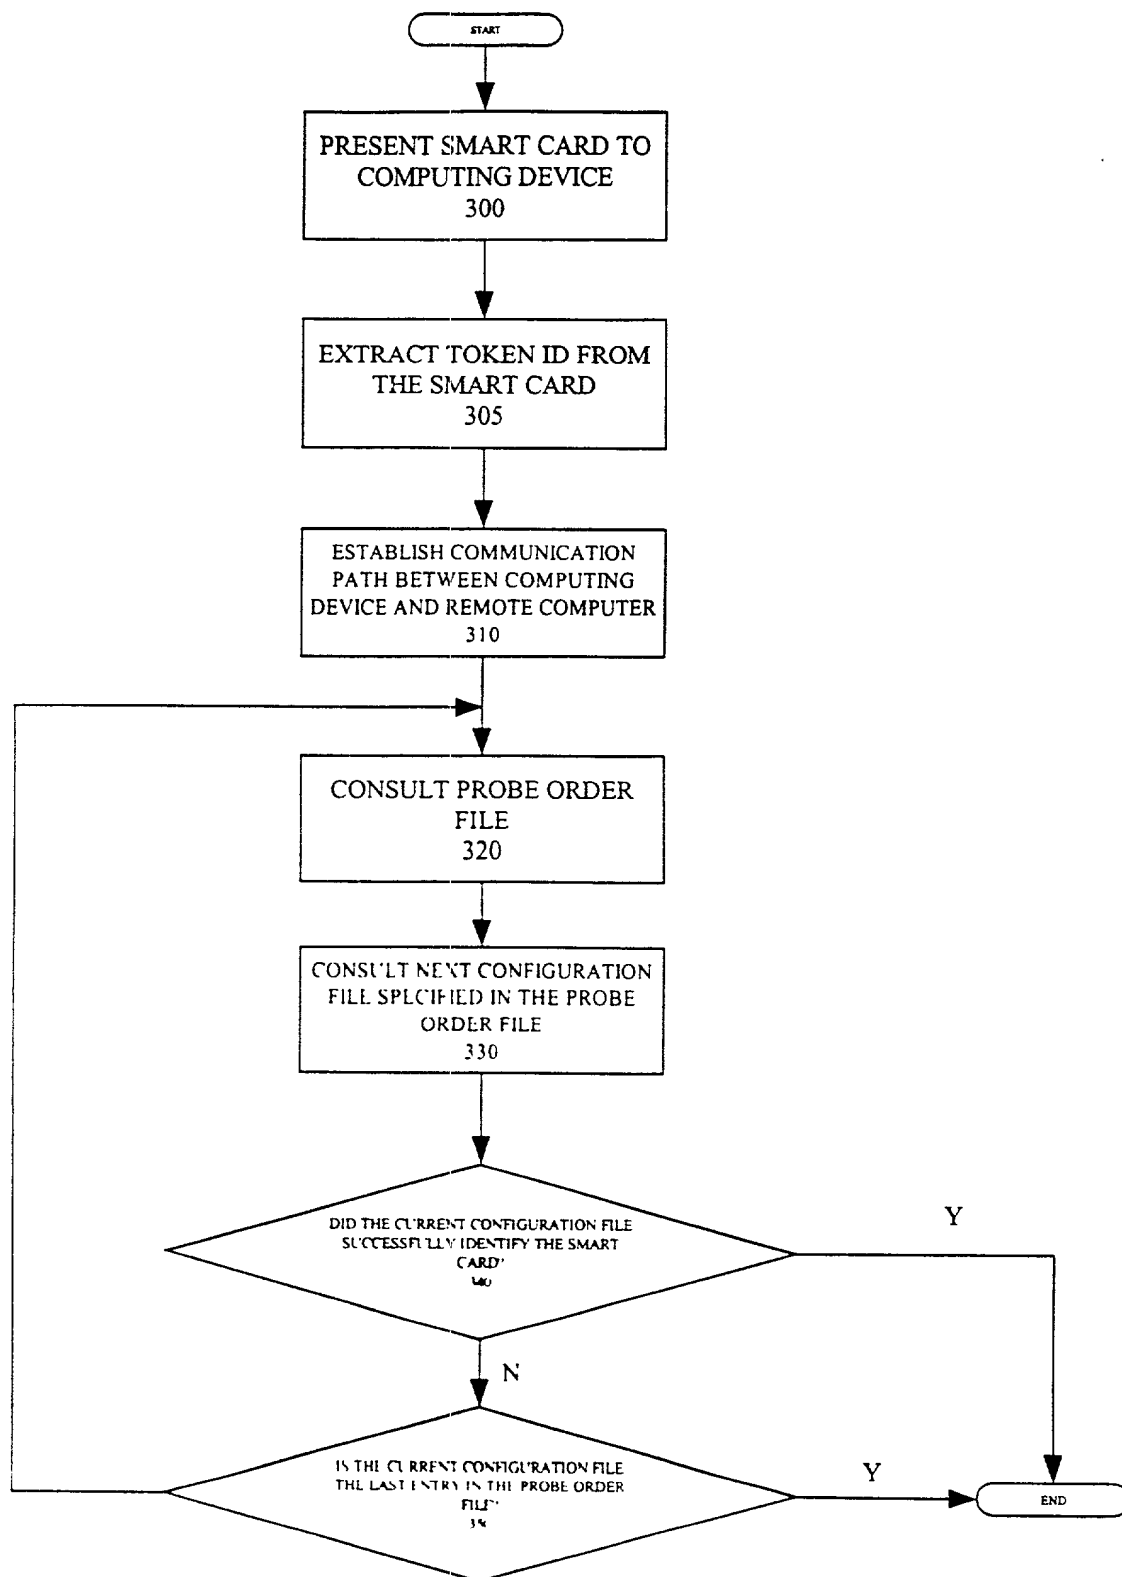 START
PRESENT SMART CARD TO
COMPUTING DEVICE
300
EXTRACT TOKEN ID FROM
THE SMART CARD
305
ESTABLISH COMMUNICATION
PATH BETWEEN COMPUTING
DEVICE AND REMOTE COMPUTER
310
CONSULT PROBE ORDER
FILE
320
CONSULT NEXT CONFIGURATION
FILE SPECIFIED IN THE PROBE
ORDER FILE
330
DID THE CURRENT CONFIGURATION FILE
SUCCESSFULLY IDENTIFY THE SMART
CARD?
340
Y
N
IS THE CURRENT CONFIGURATION FILE
THE LAST ENTRY IN THE PROBE ORDER
FILE?
Y
END